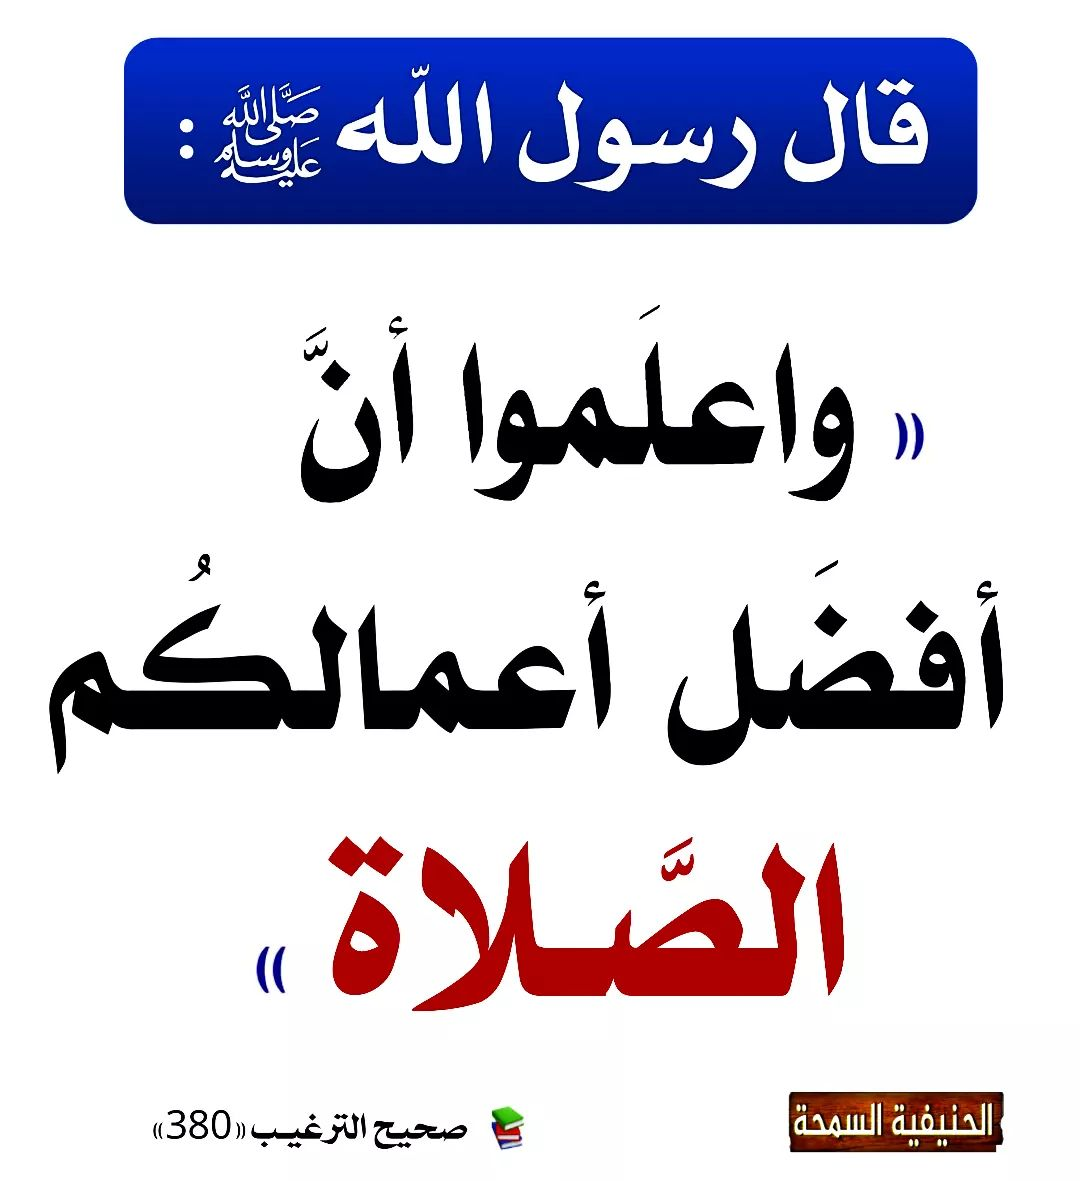 قال رسول الله ﷺ :
(( واعلَموا أنَّ
أفضَل أعمالكُم
الصَّلاة ))
صحيح الترغيب ((380))
الحنيفية السمحة